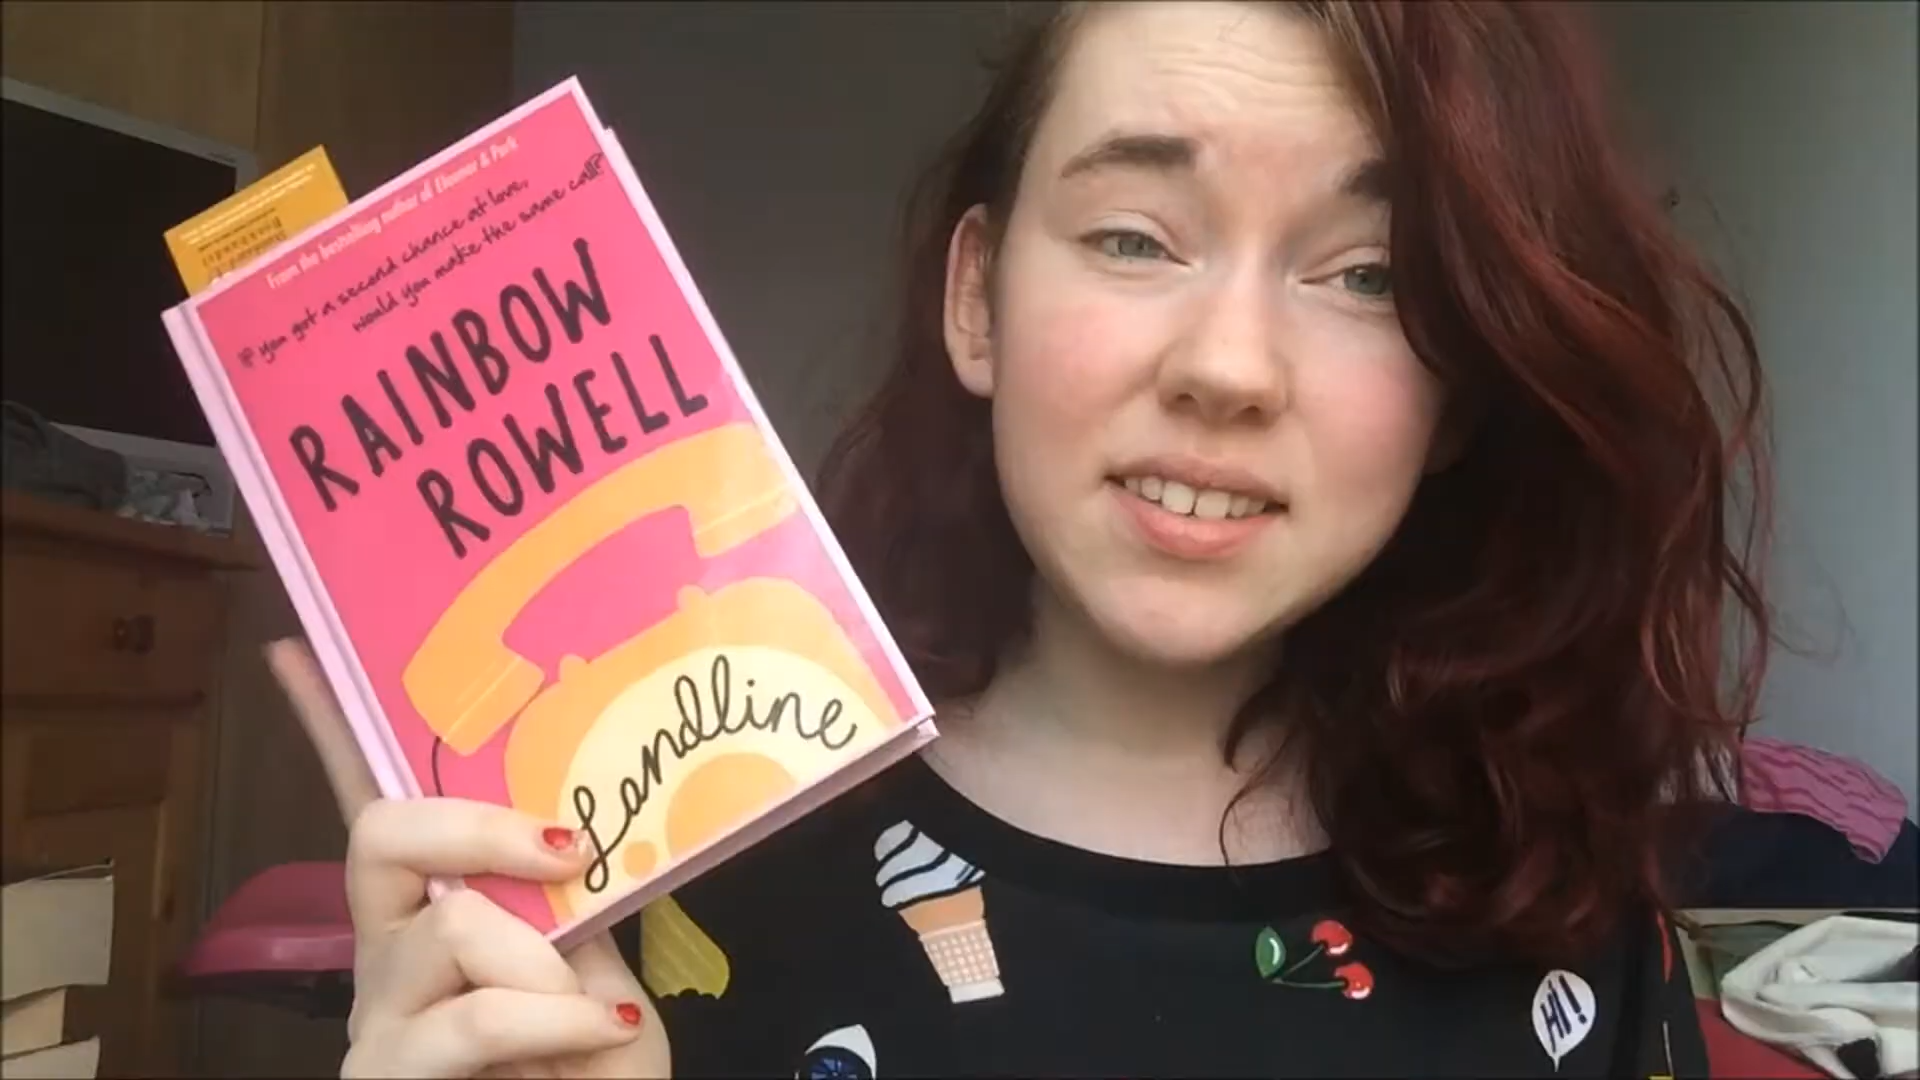 From the bestselling author of Eleanor & Park
If you got a second chance at love,
would you make the same call?
RAINBOW
ROWELL
Landline
HI!